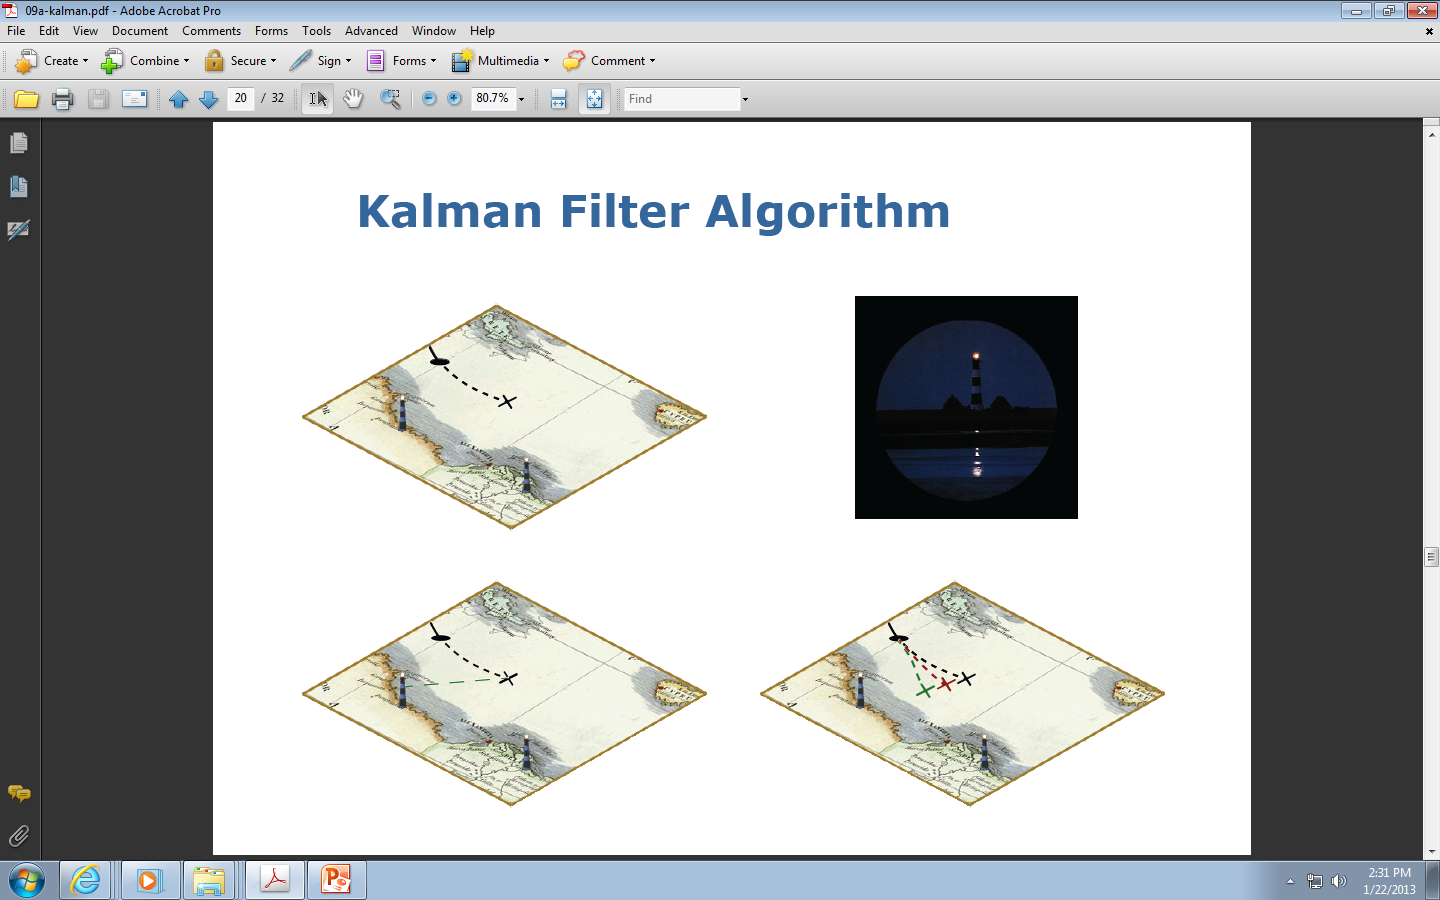 09a-kalman.pdf - Adobe Acrobat Pro
File Edit View Document Comments Forms Tools Advanced Window Help
Create Combine Secure Sign Forms Multimedia Comment
20 / 32 80.7% Find
Kalman Filter Algorithm
2:31 PM
1/22/2013